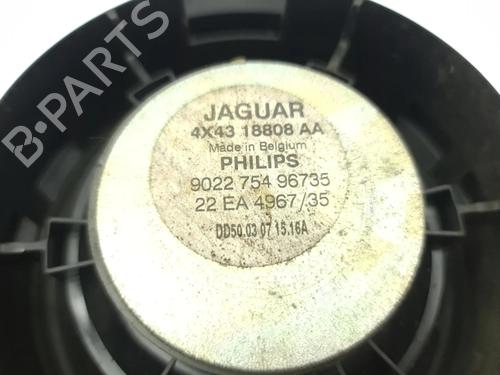 B-PARTS
JAGUAR
4X43 18808 AA
Made in Belgium
PHILIPS
9022 754 96735
22 EA 4967/35
DD50.03 07 15.16A